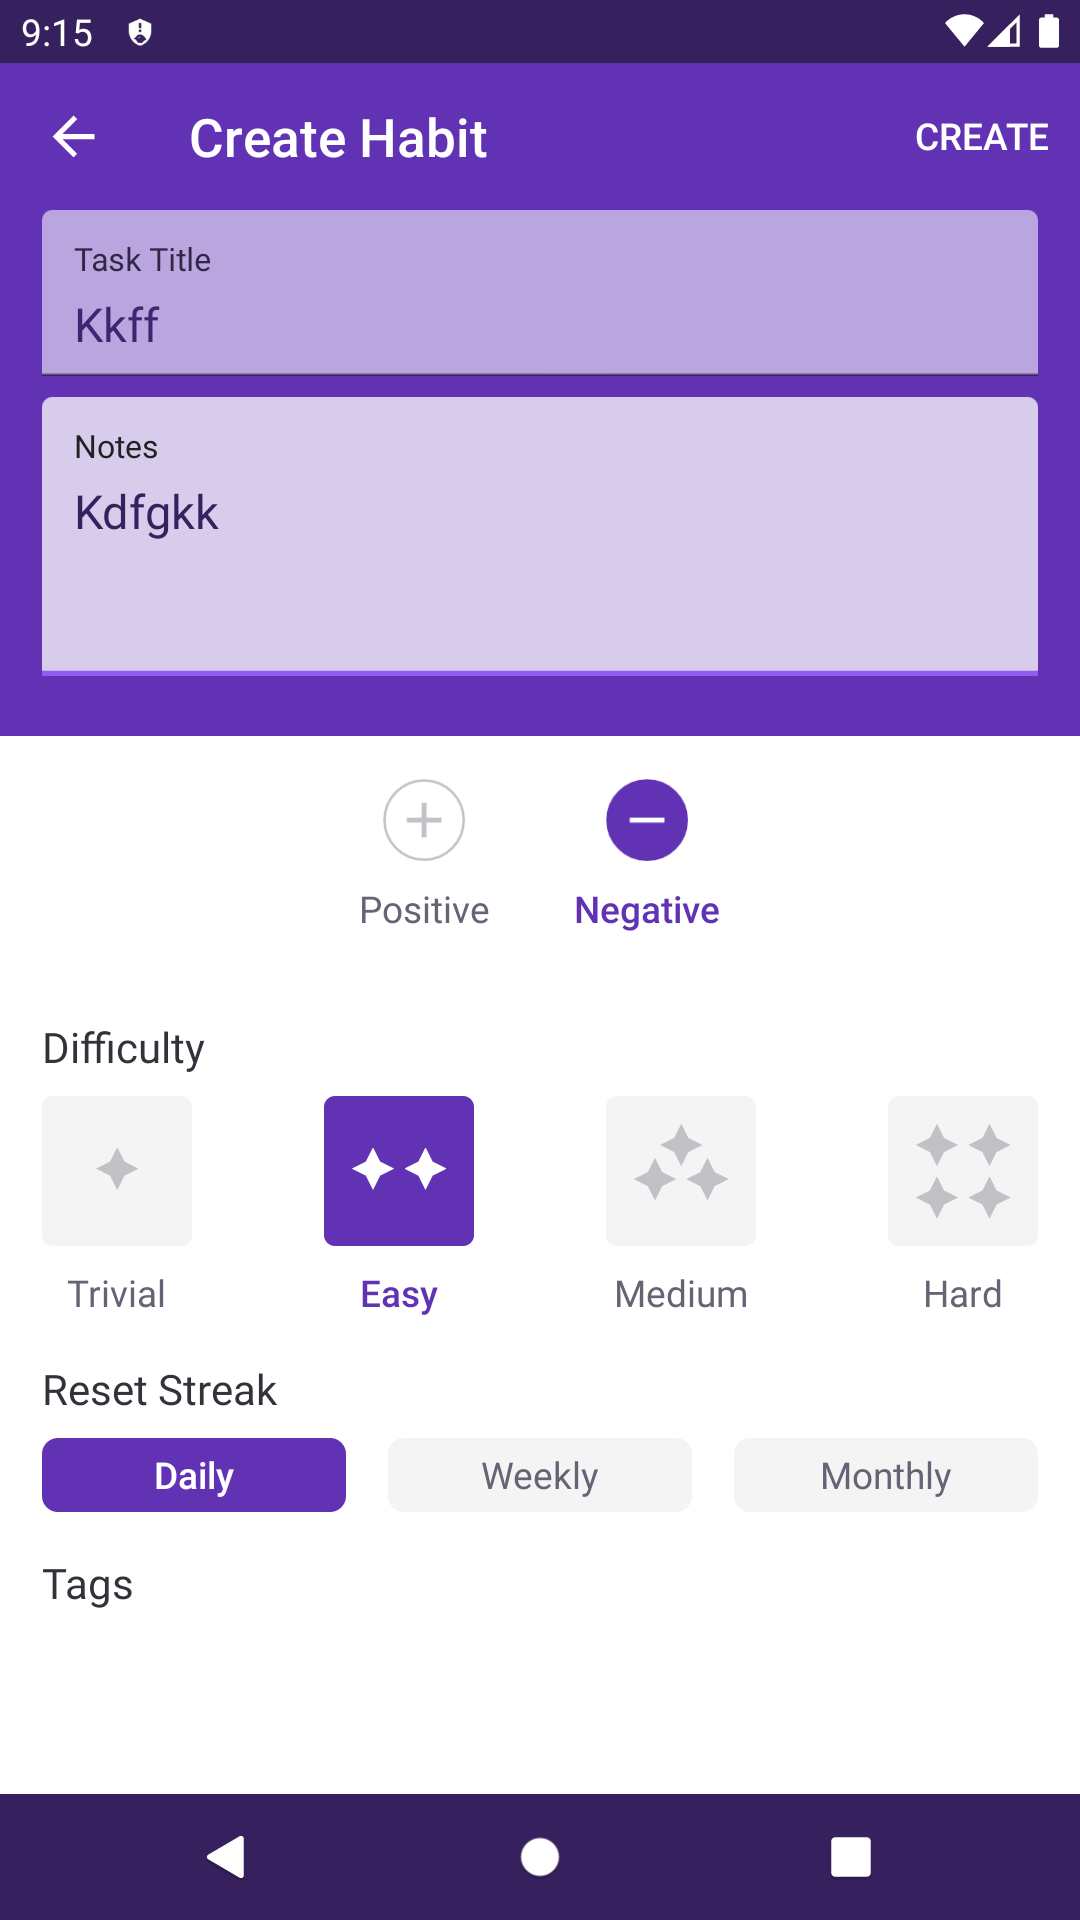 9:15
Create Habit
CREATE
Task Title
Kkff
Notes
Kdfgkk
Positive
Negative
Difficulty
Trivial
Easy
Medium
Hard
Reset Streak
Daily
Weekly
Monthly
Tags